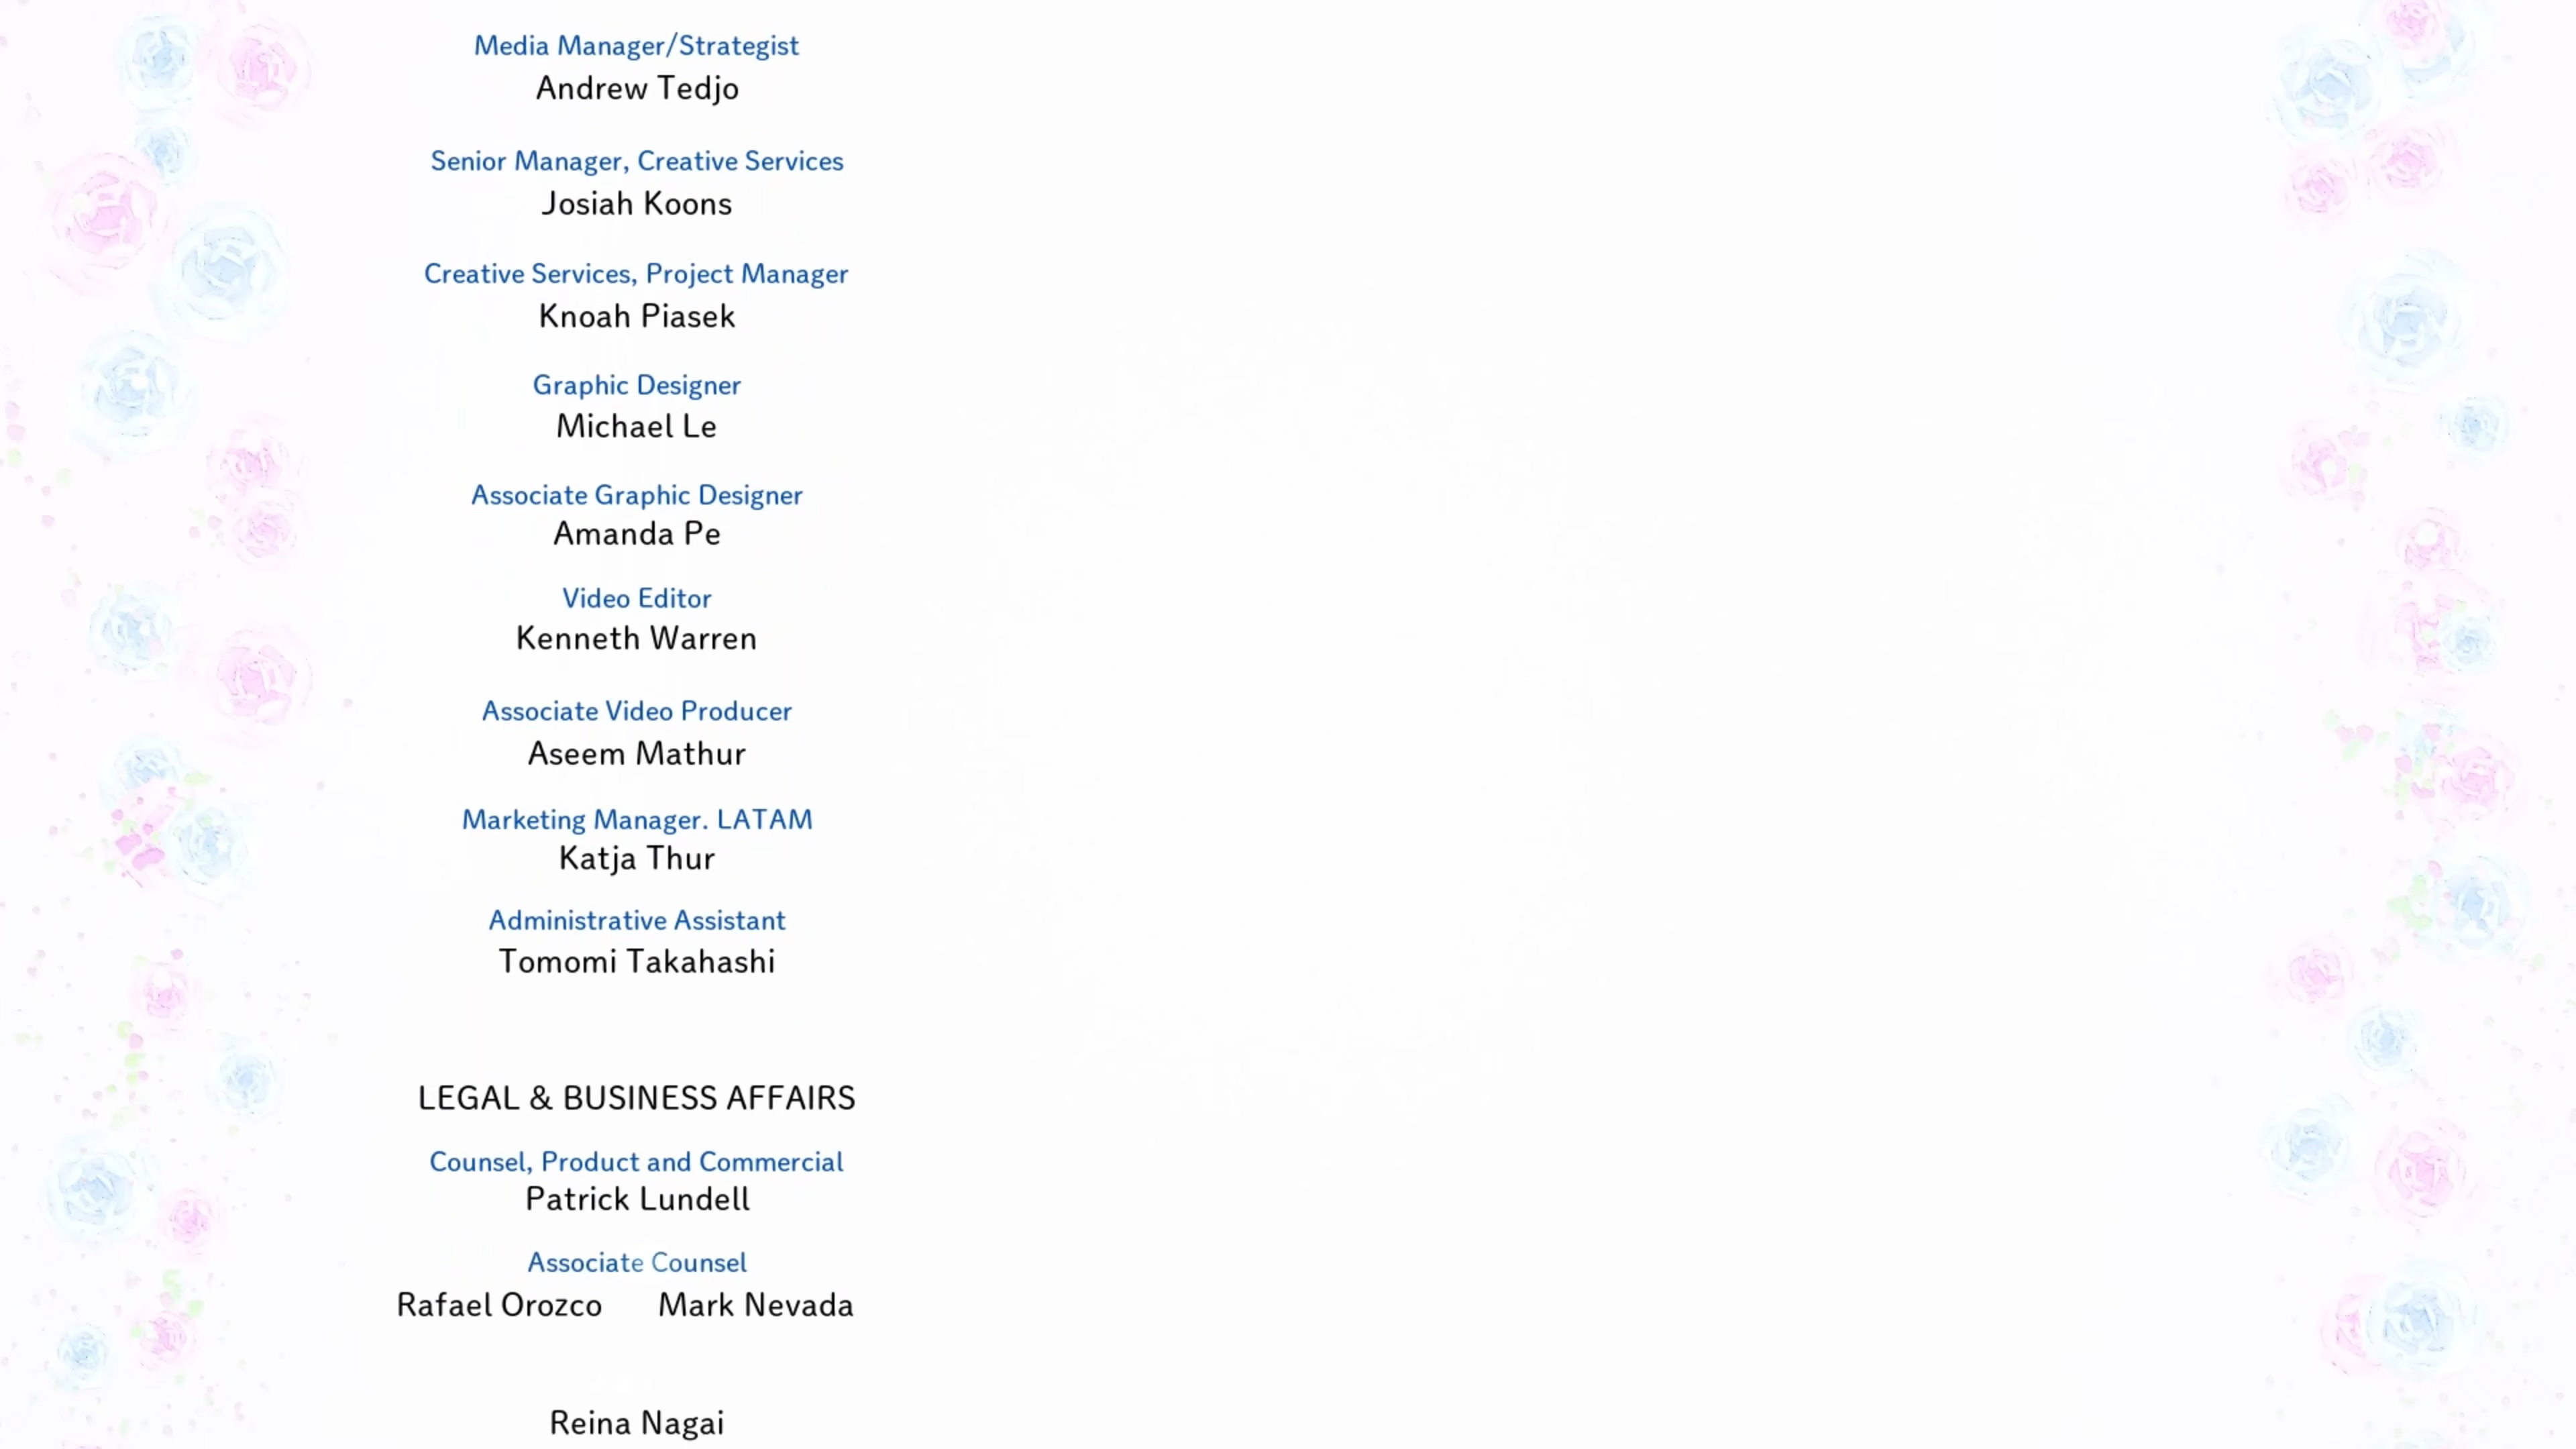 Media Manager/Strategist
Andrew Tedjo
Senior Manager, Creative Services
Josiah Koons
Creative Services, Project Manager
Knoah Piasek
Graphic Designer
Michael Le
Associate Graphic Designer
Amanda Pe
Video Editor
Kenneth Warren
Associate Video Producer
Aseem Mathur
Marketing Manager. LATAM
Katja Thur
Administrative Assistant
Tomomi Takahashi
LEGAL & BUSINESS AFFAIRS
Counsel, Product and Commercial
Patrick Lundell
Associate Counsel
Rafael Orozco Mark Nevada
Reina Nagai